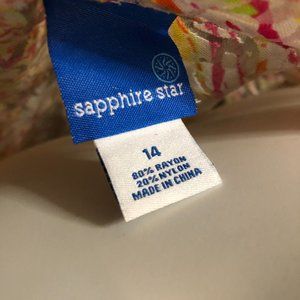 sapphire star
14
80% RAYON
20% NYLON
MADE IN CHINA